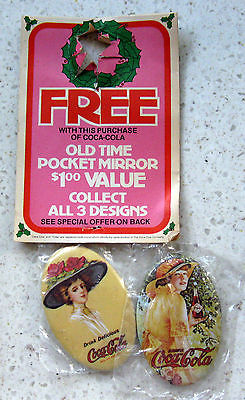 FREE
WITH THIS PURCHASE
OF COCA-COLA
OLD TIME
POCKET MIRROR
$1.00 VALUE
COLLECT
ALL 3 DESIGNS
SEE SPECIAL OFFER ON BACK
Drink Delicious
Coca-Cola
Coca-Cola